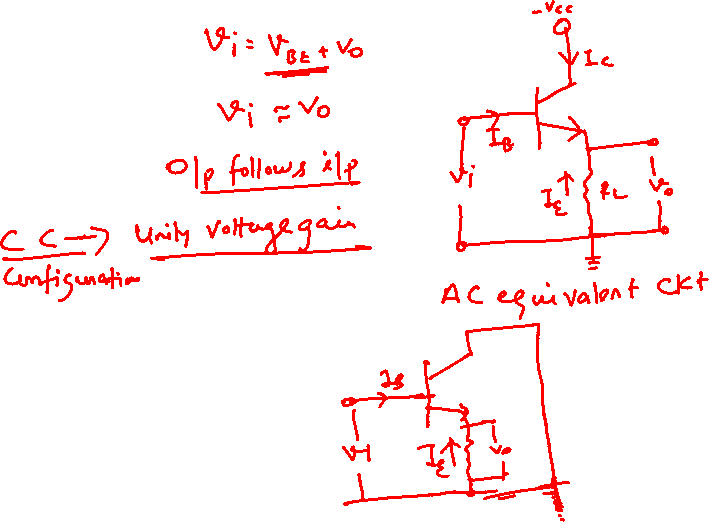 -Vcc
Vi = VBE + Vo
Ic
Vi ≈ Vo
IB
O/p follows i/p
Vi
IE ↑
RL
Vo
CC → Unity Voltage gain
Configuration
AC equivalent Ckt
IB
IE ↑
Vo